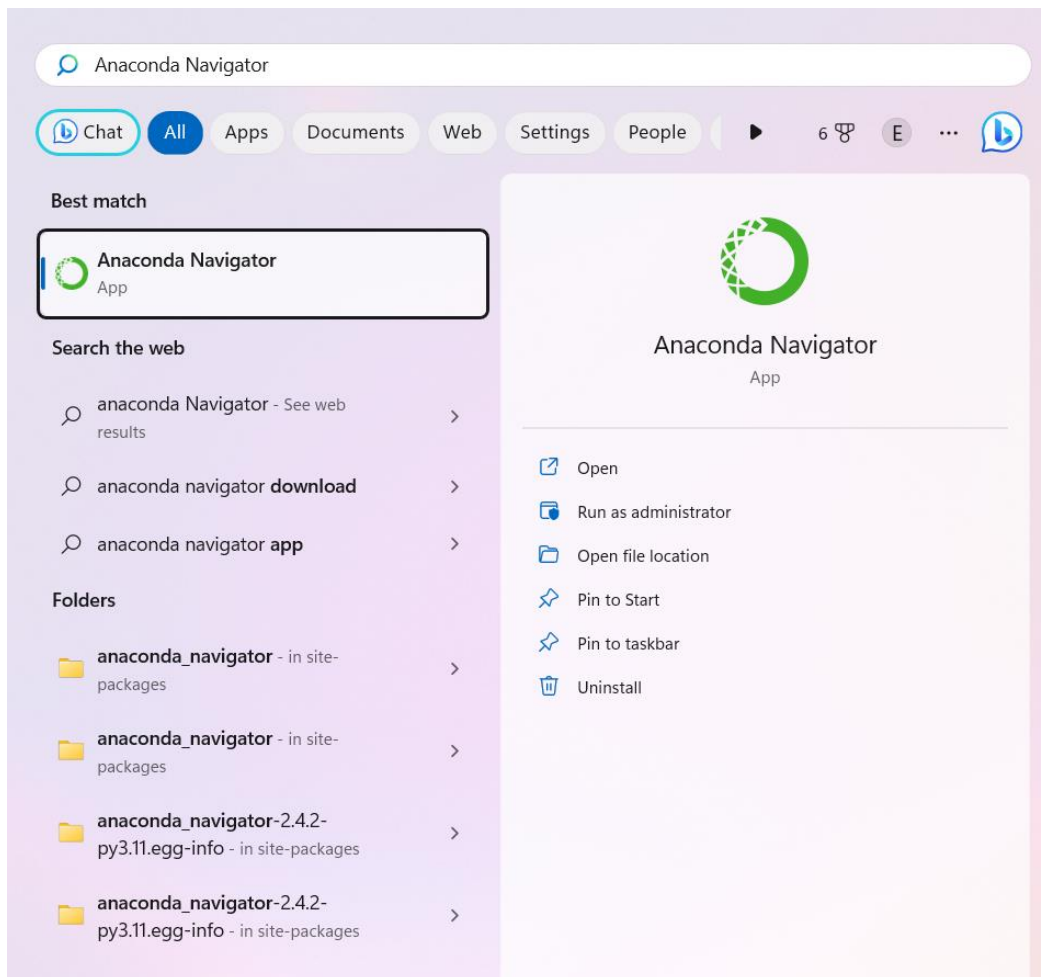 Anaconda Navigator
Chat All Apps Documents Web Settings People 6 E ...
Best match
Anaconda Navigator
App
Search the web
anaconda Navigator - See web
results
anaconda navigator download
anaconda navigator app
Folders
anaconda_navigator - in site-
packages
anaconda_navigator - in site-
packages
anaconda_navigator-2.4.2-
py3.11.egg-info - in site-packages
anaconda_navigator-2.4.2-
py3.11.egg-info - in site-packages
Anaconda Navigator
App
Open
Run as administrator
Open file location
Pin to Start
Pin to taskbar
Uninstall